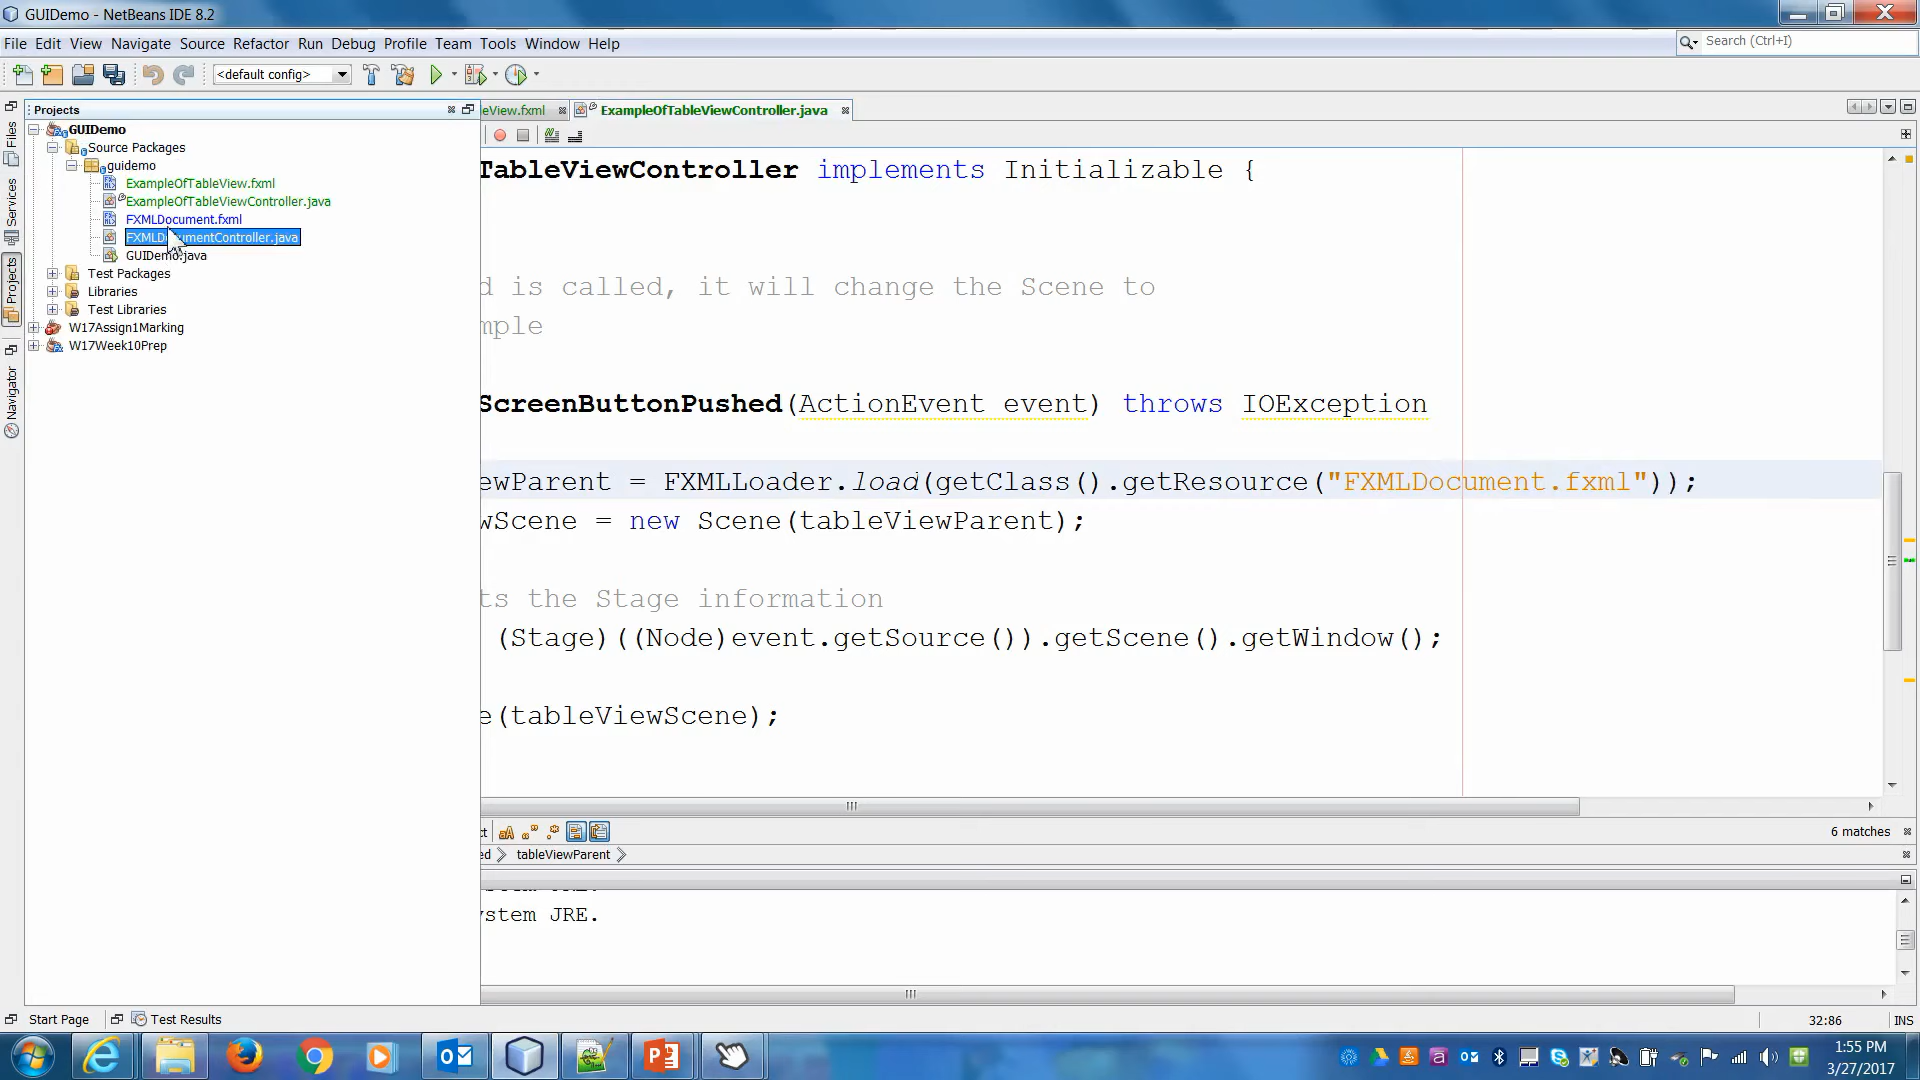 GUIDemo - NetBeans IDE 8.2
File Edit View Navigate Source Refactor Run Debug Profile Team Tools Window Help
Search (Ctrl+I)
<default config>
Projects
leView.fxml
ExampleOfTableViewController.java
Files
Services
Projects
Navigator
GUIDemo
Source Packages
guidemo
ExampleOfTableView.fxml
ExampleOfTableViewController.java
FXMLDocument.fxml
FXMLDocumentController.java
GUIDemo.java
Test Packages
Libraries
Test Libraries
W17Assign1Marking
W17Week10Prep
TableViewController implements Initializable {
d is called, it will change the Scene to
mple
ScreenButtonPushed(ActionEvent event) throws IOException
ewParent = FXMLLoader.load(getClass().getResource("FXMLDocument.fxml"));
wScene = new Scene(tableViewParent);
ts the Stage information
(Stage)((Node)event.getSource()).getScene().getWindow();
e(tableViewScene);
ct
6 matches
ed
tableViewParent
ystem JRE.
Start Page
Test Results
32:86
INS
1:55 PM
3/27/2017